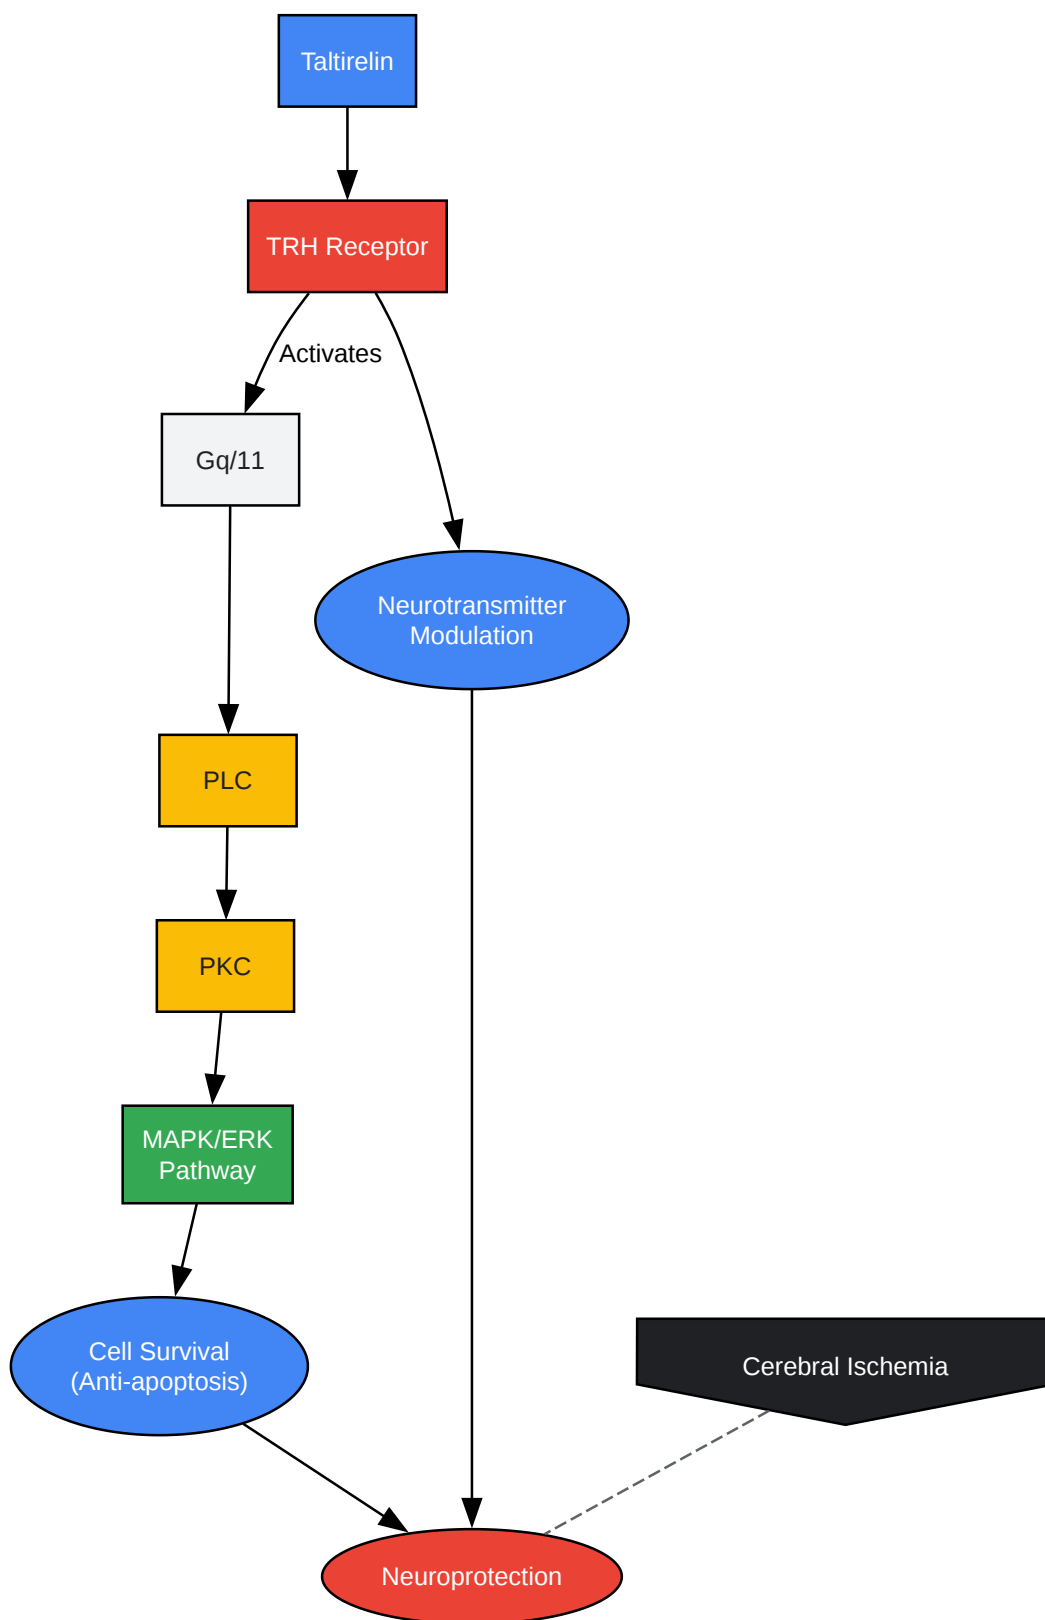 Taltirelin
TRH Receptor
Activates
Gq/11
Neurotransmitter
Modulation
PLC
PKC
MAPK/ERK
Pathway
Cell Survival
(Anti-apoptosis)
Cerebral Ischemia
Neuroprotection